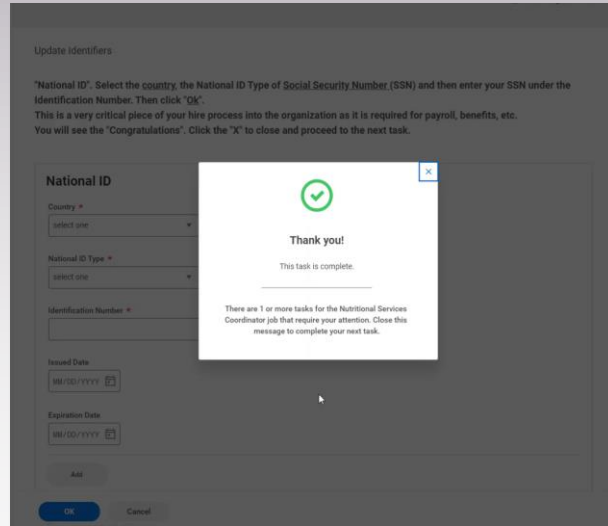 Update Identifiers
"National ID". Select the country, the National ID Type of Social Security Number (SSN) and then enter your SSN under the
Identification Number. Then click "Ok".
This is a very critical piece of your hire process into the organization as it is required for payroll, benefits, etc.
You will see the "Congratulations". Click the "X" to close and proceed to the next task.
National ID
Country *
select one
National ID Type *
select one
Identification Number *
Issued Date
MM/DD/YYYY
Expiration Date
MM/DD/YYYY
Add
OK Cancel
Thank you!
This task is complete.
There are 1 or more tasks for the Nutritional Services
Coordinator job that require your attention. Close this
message to complete your next task.